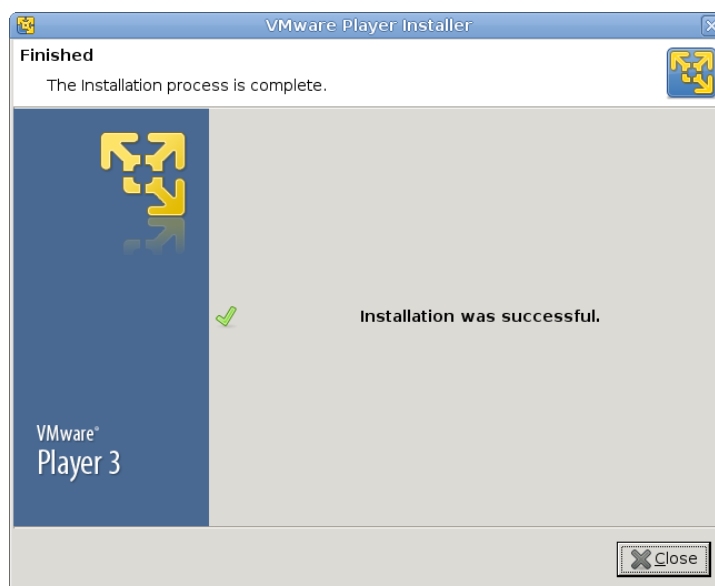 VMware Player Installer
Finished
The Installation process is complete.
Installation was successful.
VMware®
Player 3
Close